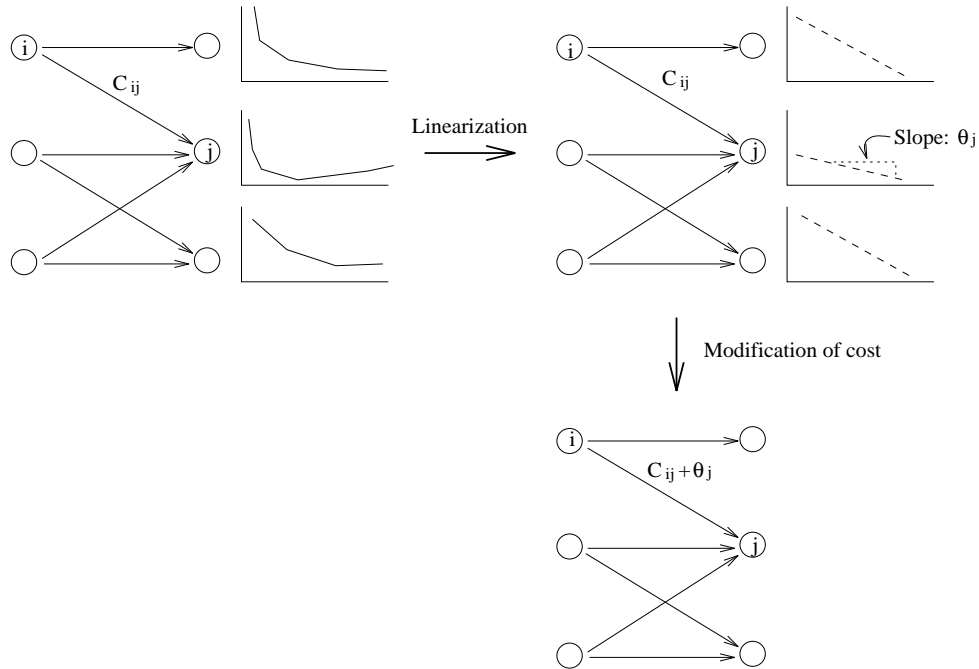 i
C ij
j
Linearization
i
C ij
j
Slope: θ j
Modification of cost
i
C ij + θ j
j